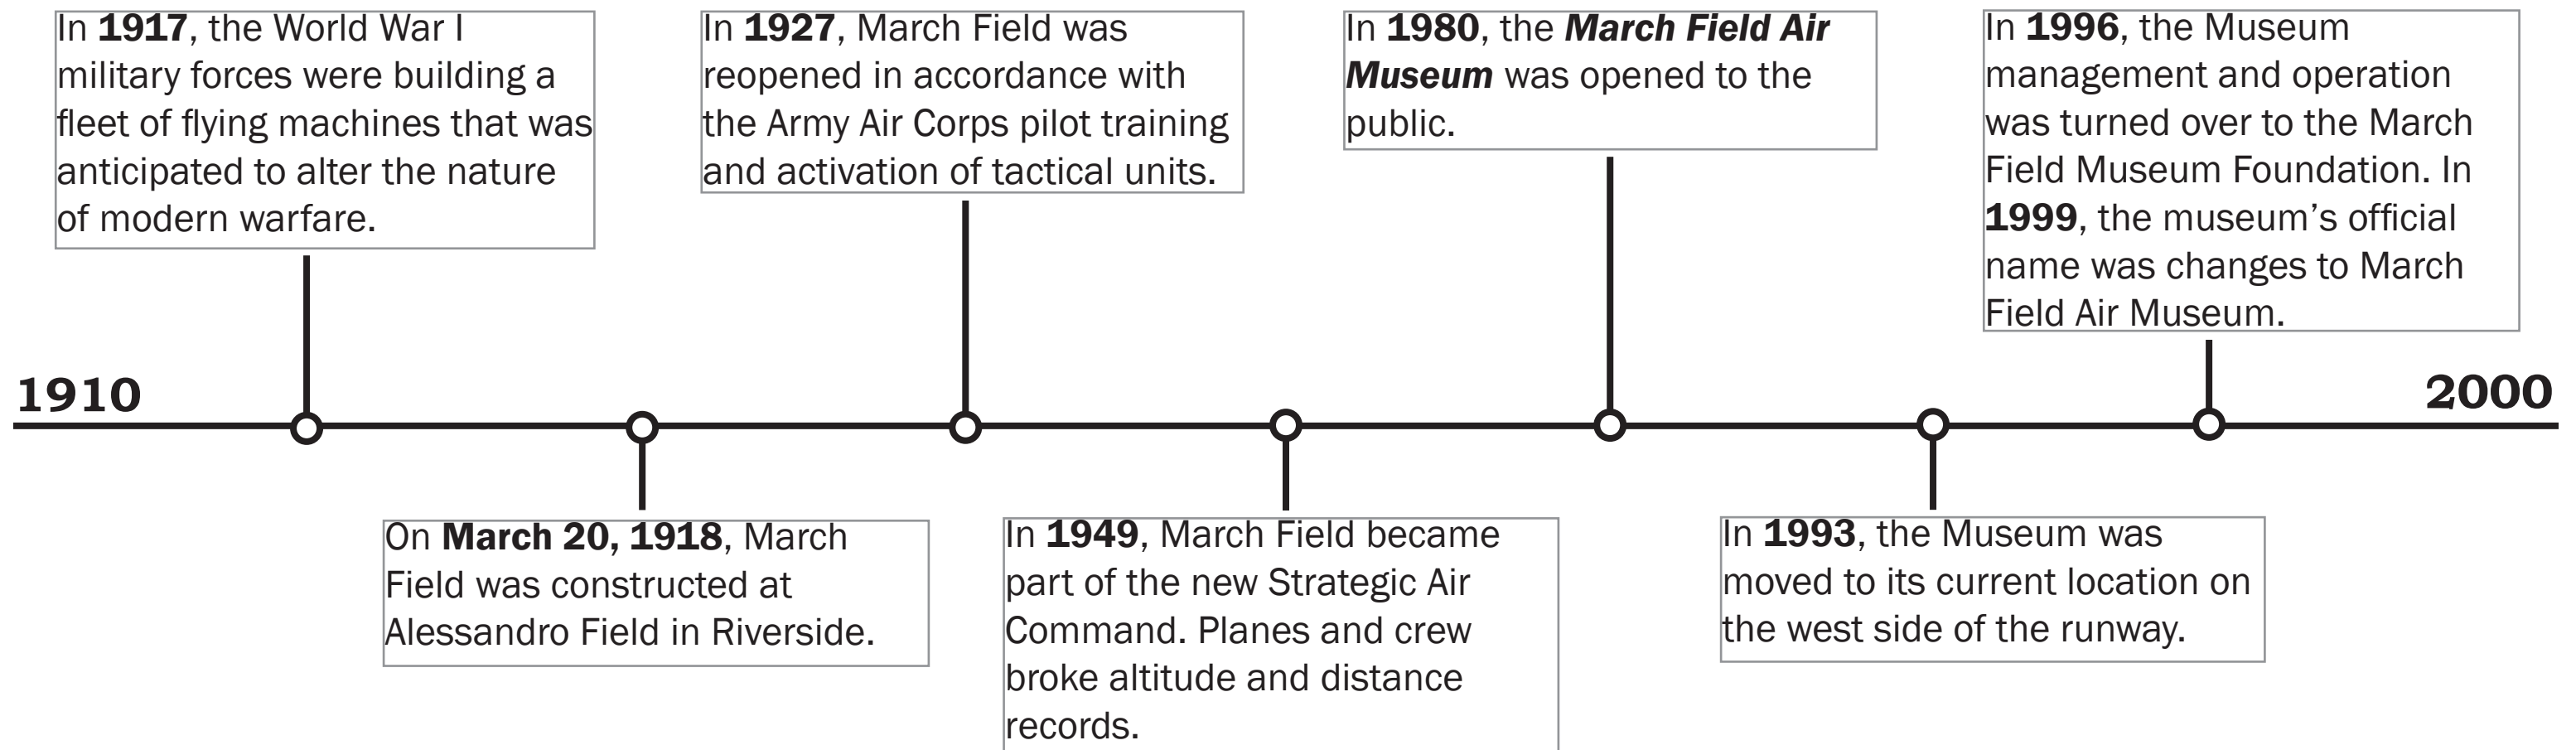 In 1917, the World War I
military forces were building a
fleet of flying machines that was
anticipated to alter the nature
of modern warfare.
In 1927, March Field was
reopened in accordance with
the Army Air Corps pilot training
and activation of tactical units.
In 1980, the March Field Air
Museum was opened to the
public.
In 1996, the Museum
management and operation
was turned over to the March
Field Museum Foundation. In
1999, the museum’s official
name was changes to March
Field Air Museum.
1910
2000
On March 20, 1918, March
Field was constructed at
Alessandro Field in Riverside.
In 1949, March Field became
part of the new Strategic Air
Command. Planes and crew
broke altitude and distance
records.
In 1993, the Museum was
moved to its current location on
the west side of the runway.